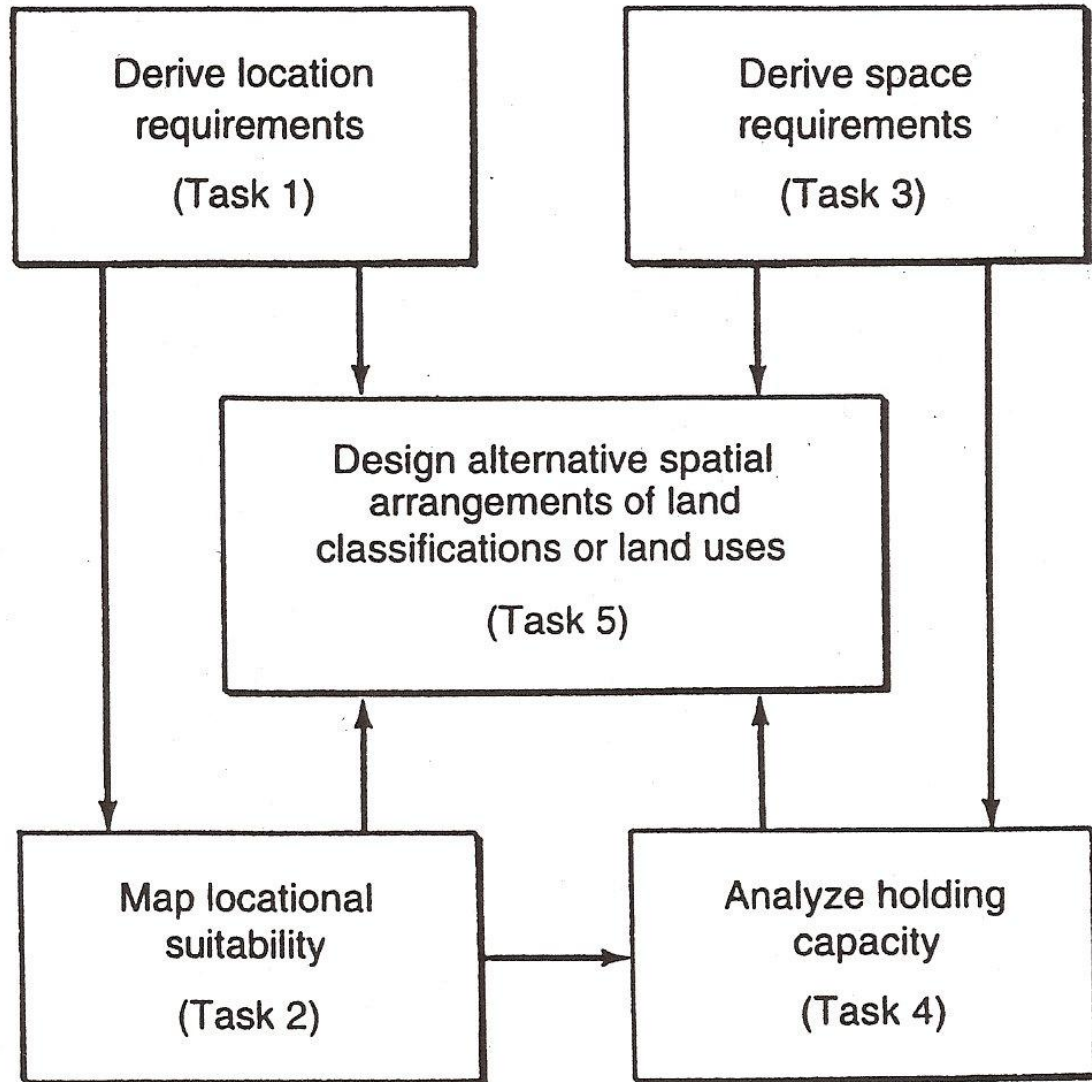 Derive location
requirements
(Task 1)
Derive space
requirements
(Task 3)
Design alternative spatial
arrangements of land
classifications or land uses
(Task 5)
Map locational
suitability
(Task 2)
Analyze holding
capacity
(Task 4)